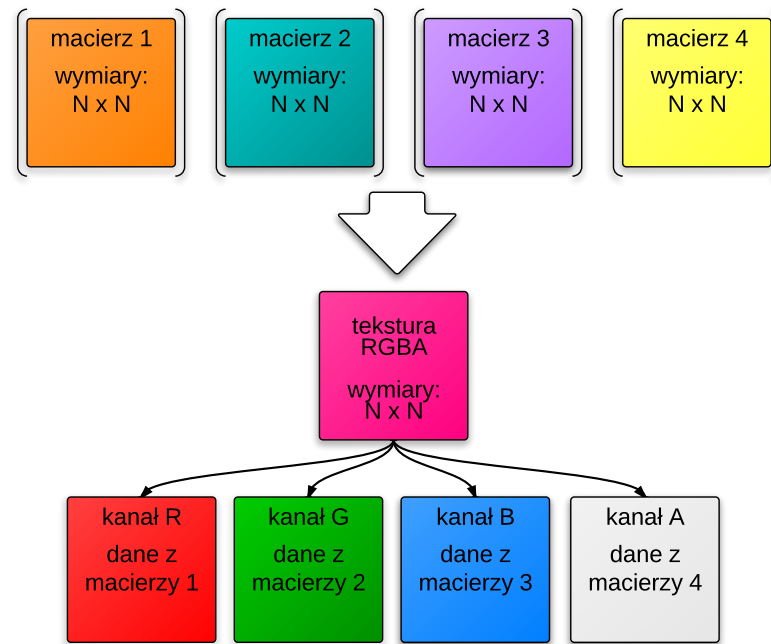 macierz 1
wymiary:
N x N
macierz 2
wymiary:
N x N
macierz 3
wymiary:
N x N
macierz 4
wymiary:
N x N
tekstura
RGBA
wymiary:
N x N
kanał R
dane z
macierzy 1
kanał G
dane z
macierzy 2
kanał B
dane z
macierzy 3
kanał A
dane z
macierzy 4